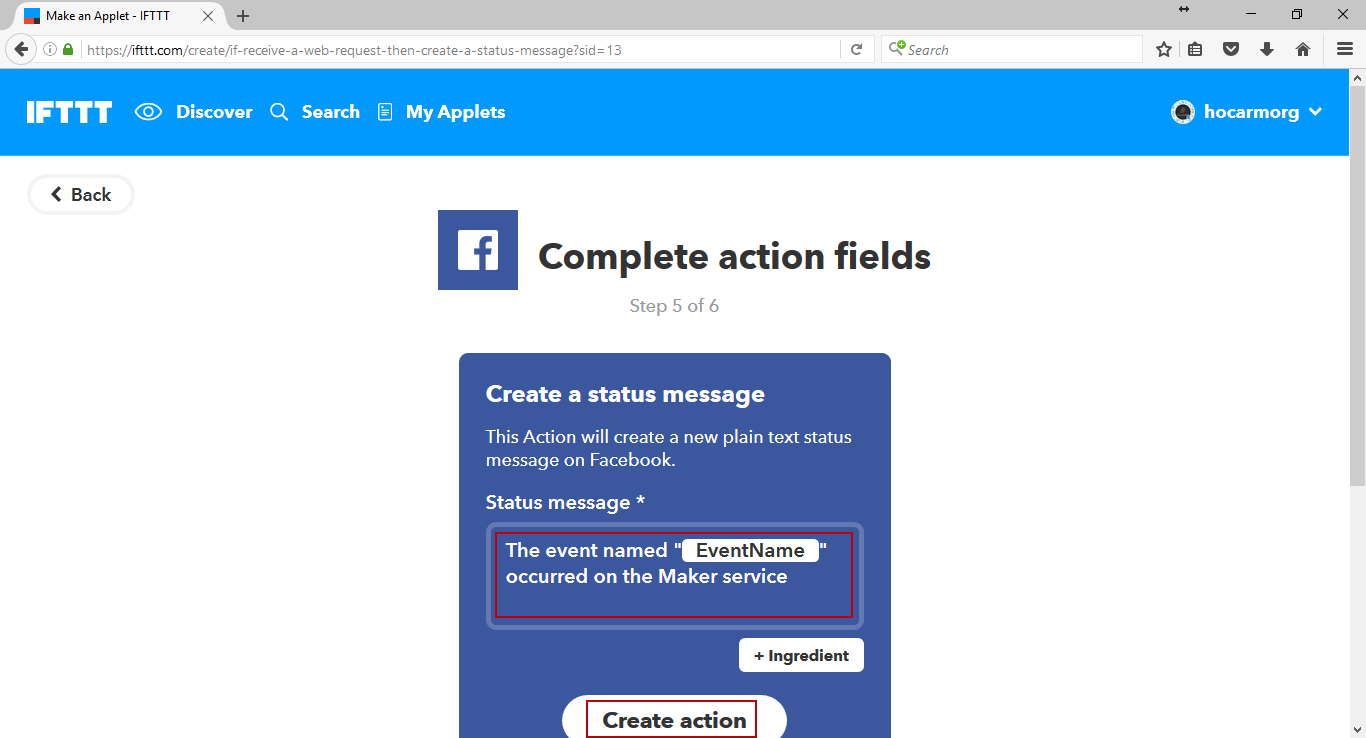 Make an Applet - IFTTT
https://ifttt.com/create/if-receive-a-web-request-then-create-a-status-message?sid=13
Search
IFTTT
Discover
Search
My Applets
hocarmorg
Back
Complete action fields
Step 5 of 6
Create a status message
This Action will create a new plain text status
message on Facebook.
Status message *
The event named " EventName "
occurred on the Maker service
+ Ingredient
Create action